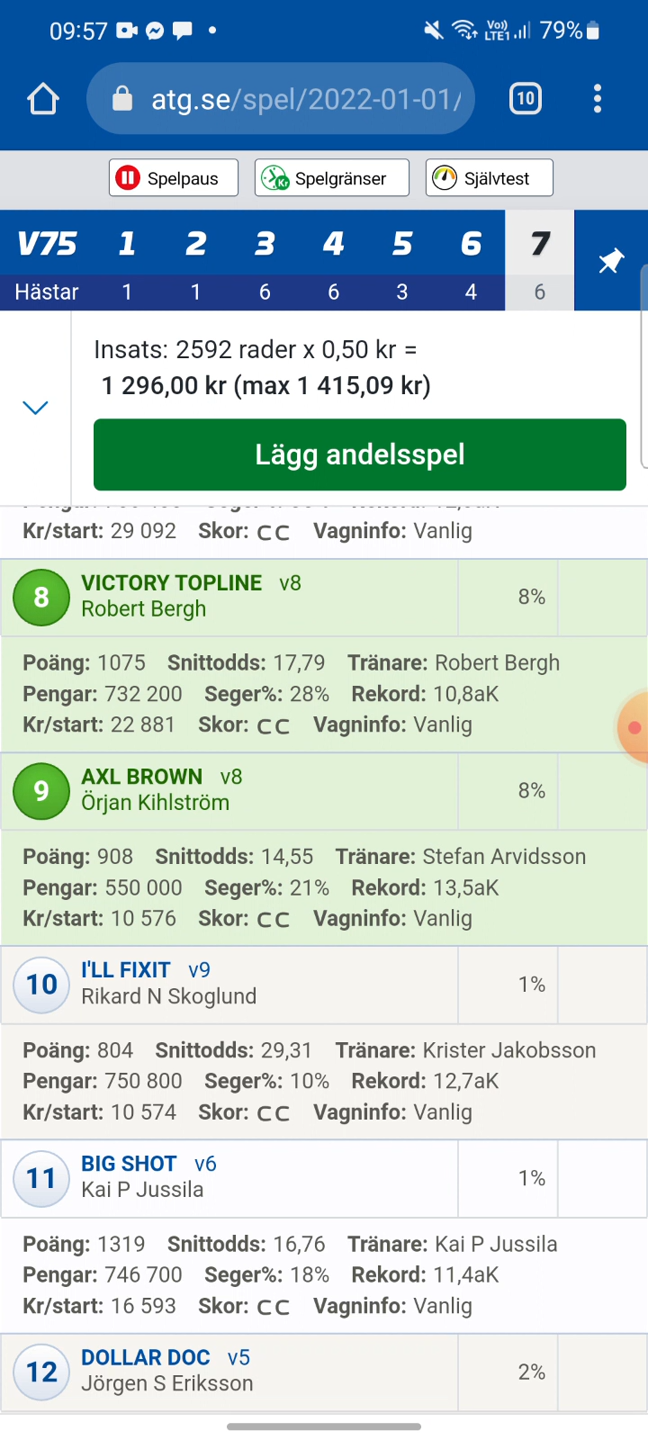 09:57 Vo) LTE1 79%
atg.se/spel/2022-01-01/ 10
Spelpaus Spelgränser Självtest
V75 1 2 3 4 5 6 7
Hästar 1 1 6 6 3 4 6
Insats: 2592 rader x 0,50 kr =
1 296,00 kr (max 1 415,09 kr)
Lägg andelsspel
Kr/start: 29 092 Skor: C C Vagninfo: Vanlig
8 VICTORY TOPLINE v8 8%
Robert Bergh
Poäng: 1075 Snittodds: 17,79 Tränare: Robert Bergh
Pengar: 732 200 Seger%: 28% Rekord: 10,8aK
Kr/start: 22 881 Skor: C C Vagninfo: Vanlig
9 AXL BROWN v8 8%
Örjan Kihlström
Poäng: 908 Snittodds: 14,55 Tränare: Stefan Arvidsson
Pengar: 550 000 Seger%: 21% Rekord: 13,5aK
Kr/start: 10 576 Skor: C C Vagninfo: Vanlig
10 I'LL FIXIT v9 1%
Rikard N Skoglund
Poäng: 804 Snittodds: 29,31 Tränare: Krister Jakobsson
Pengar: 750 800 Seger%: 10% Rekord: 12,7aK
Kr/start: 10 574 Skor: C C Vagninfo: Vanlig
11 BIG SHOT v6 1%
Kai P Jussila
Poäng: 1319 Snittodds: 16,76 Tränare: Kai P Jussila
Pengar: 746 700 Seger%: 18% Rekord: 11,4aK
Kr/start: 16 593 Skor: C C Vagninfo: Vanlig
12 DOLLAR DOC v5 2%
Jörgen S Eriksson